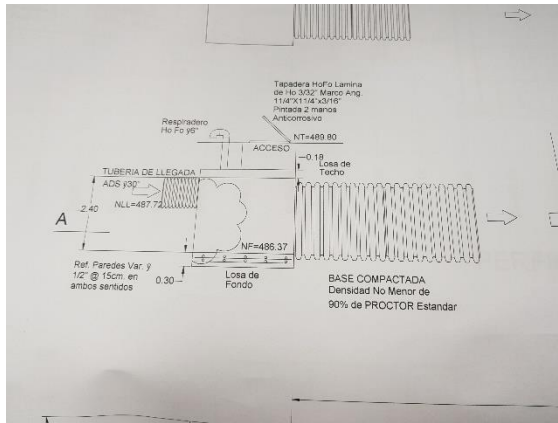 Tapadera HoFo Lamina
de Ho 3/32" Marco Ang.
11/4"X11/4"x3/16"
Pintada 2 manos
Anticorrosivo
Respiradero
Ho Fo ÿ6"
NT=489.80
ACCESO
0.18
Losa de
Techo
TUBERIA DE LLEGADA
ADS ÿ30"
NLL=487.72
2.40
A
NF=486.37
Ref. Paredes Var. ÿ
1/2" @ 15cm. en
ambos sentidos
0.30
Losa de
Fondo
BASE COMPACTADA
Densidad No Menor de
90% de PROCTOR Estandar